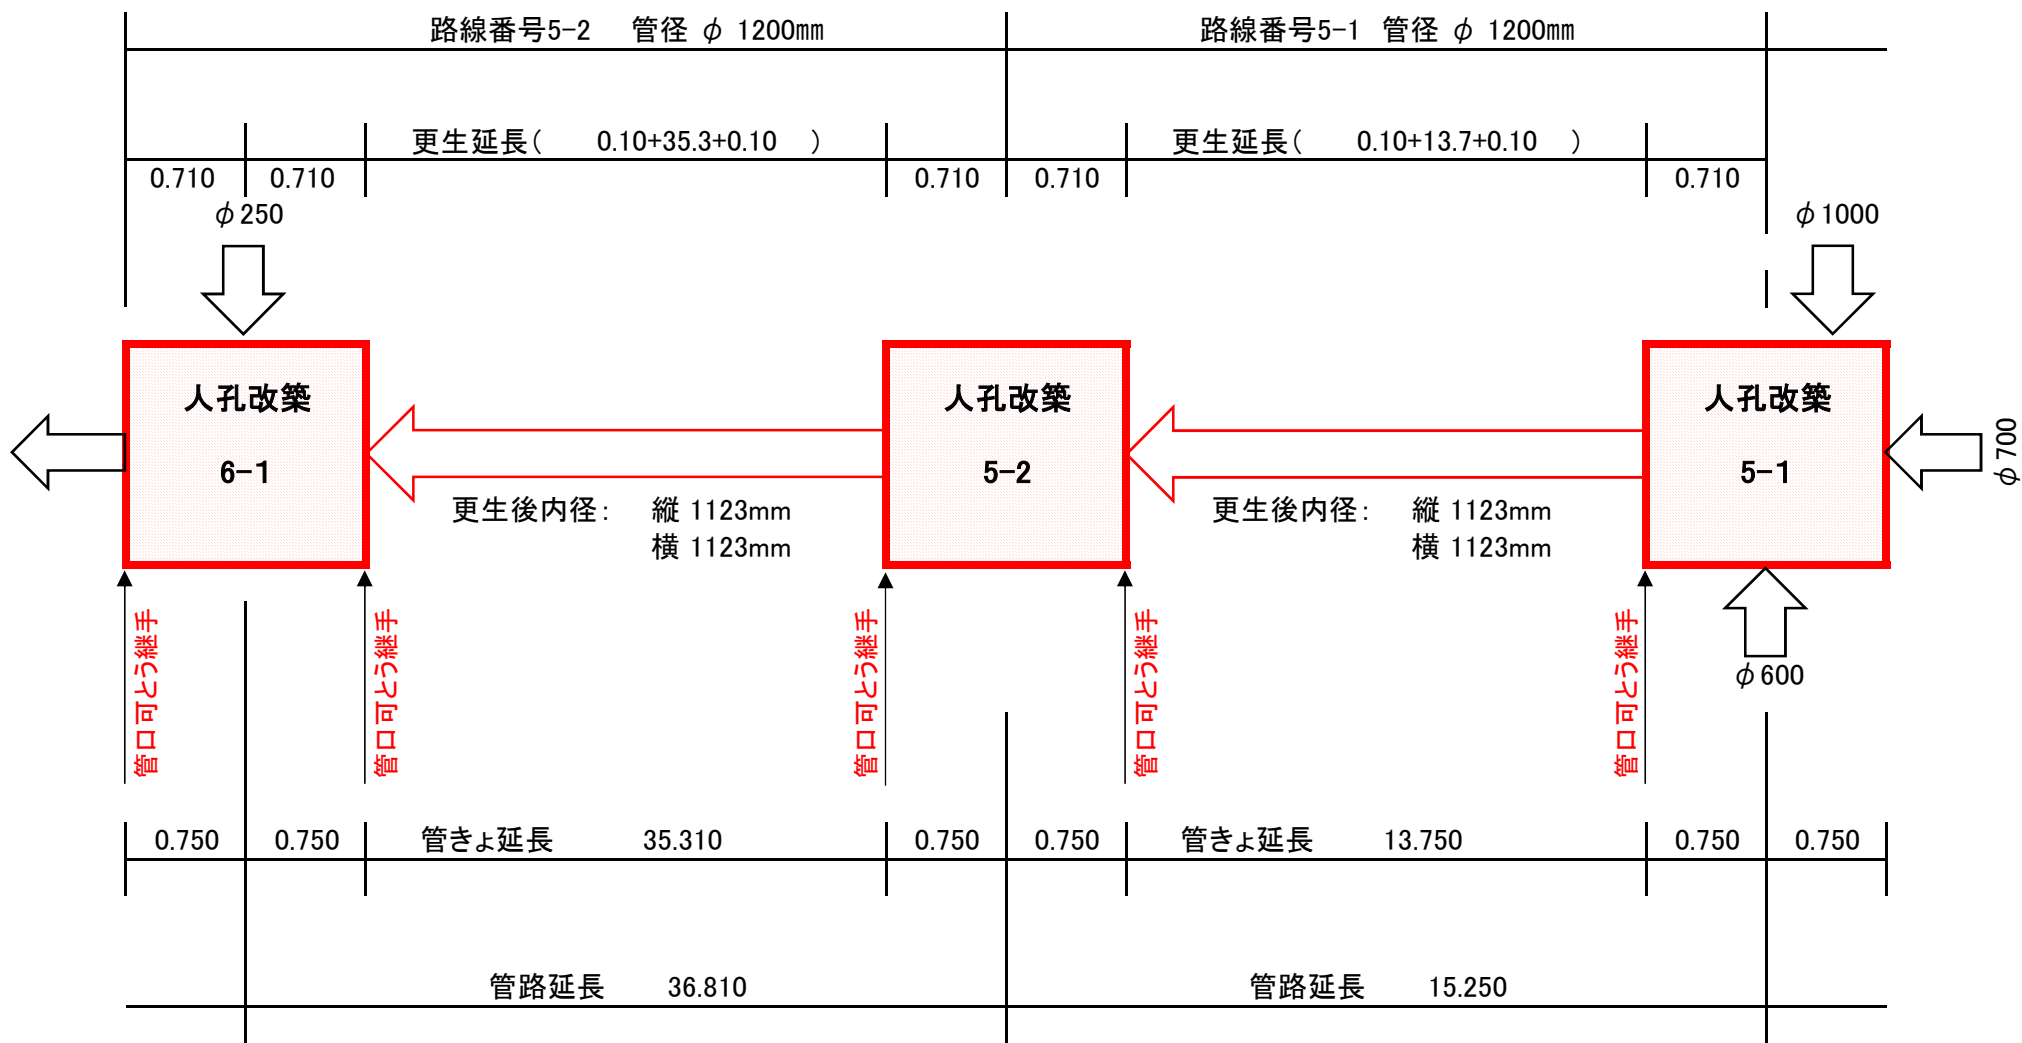 路線番号5-2 管径 φ 1200㎜
路線番号5-1 管径 φ 1200㎜
更生延長( 0.10+35.3+0.10 )
更生延長( 0.10+13.7+0.10 )
0.710
0.710
0.710
0.710
0.710
φ250
φ1000
人孔改築
6-1
人孔改築
5-2
人孔改築
5-1
φ700
更生後内径: 縦 1123mm
横 1123mm
更生後内径: 縦 1123mm
横 1123mm
管口可とう継手
管口可とう継手
管口可とう継手
管口可とう継手
管口可とう継手
φ600
0.750
0.750
管きょ延長 35.310
0.750
0.750
管きょ延長 13.750
0.750
0.750
管路延長 36.810
管路延長 15.250